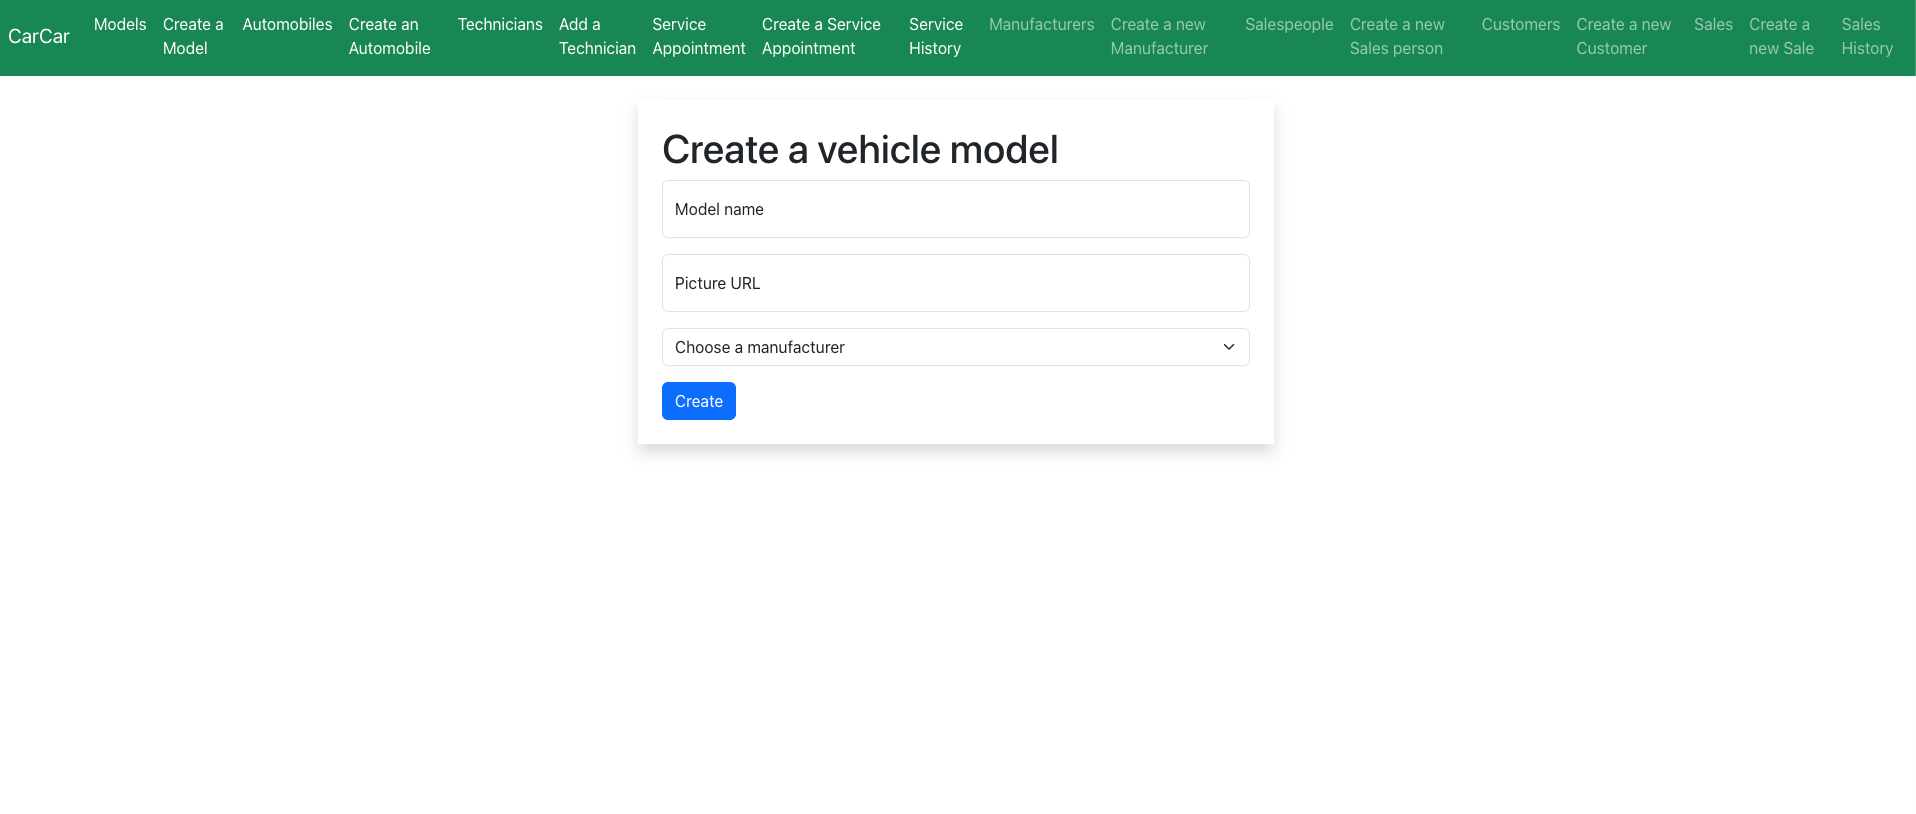 CarCar
Models
Create a
Model
Automobiles
Create an
Automobile
Technicians
Add a
Technician
Service
Appointment
Create a Service
Appointment
Service
History
Manufacturers
Create a new
Manufacturer
Salespeople
Create a new
Sales person
Customers
Create a new
Customer
Sales
Create a
new Sale
Sales
History
Create a vehicle model
Model name
Picture URL
Choose a manufacturer
Create